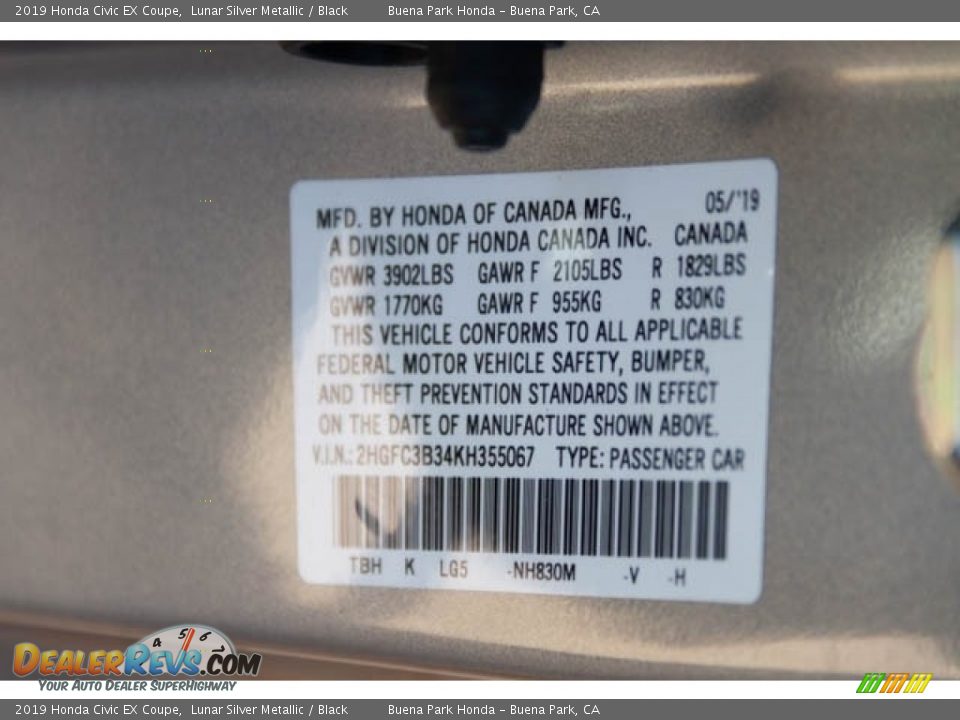 2019 Honda Civic EX Coupe, Lunar Silver Metallic / Black Buena Park Honda - Buena Park, CA
MFD. BY HONDA OF CANADA MFG., 05/'19
A DIVISION OF HONDA CANADA INC. CANADA
GVWR 3902LBS GAWR F 2105LBS R 1829LBS
GVWR 1770KG GAWR F 955KG R 830KG
THIS VEHICLE CONFORMS TO ALL APPLICABLE
FEDERAL MOTOR VEHICLE SAFETY, BUMPER,
AND THEFT PREVENTION STANDARDS IN EFFECT
ON THE DATE OF MANUFACTURE SHOWN ABOVE.
V.I.N.: 2HGFC3B34KH355067 TYPE: PASSENGER CAR
TBH K LG5 -NH830M -V -H
4 5 6 7
DEALERREVS.COM
YOUR AUTO DEALER SUPERHIGHWAY
2019 Honda Civic EX Coupe, Lunar Silver Metallic / Black Buena Park Honda - Buena Park, CA